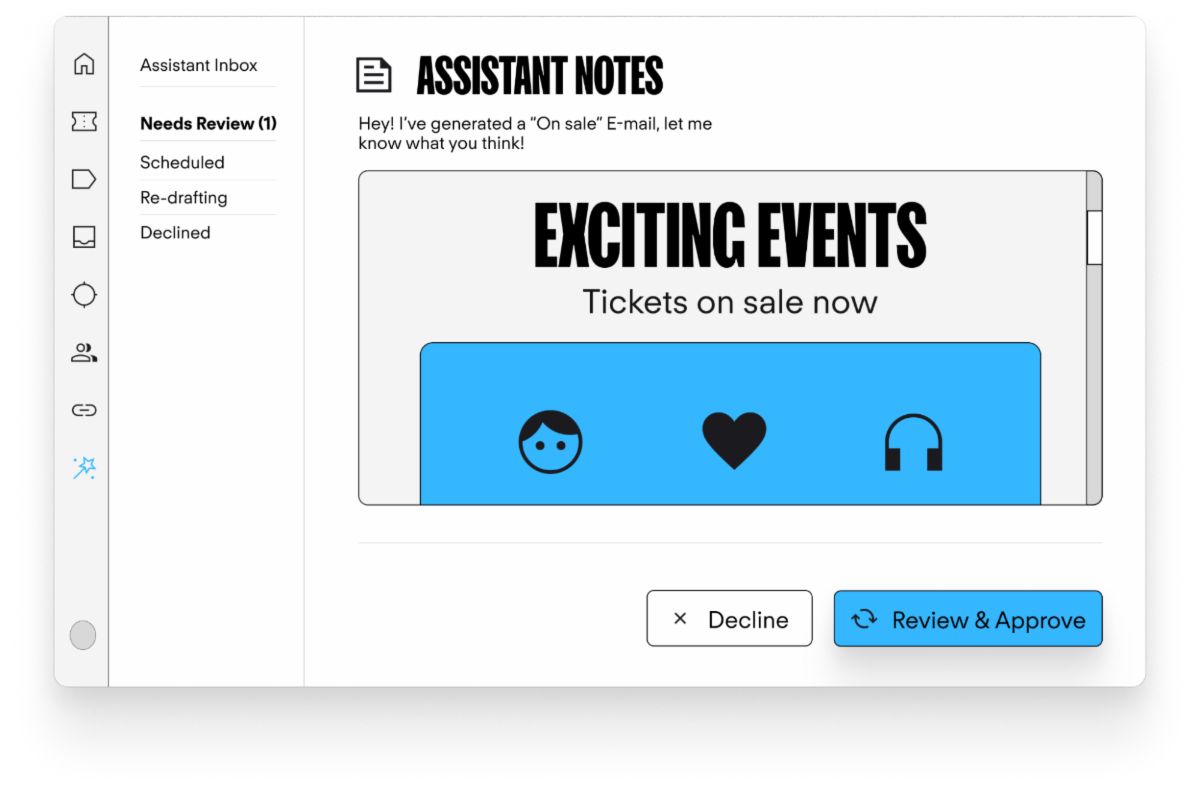 Assistant Inbox
Needs Review (1)
Scheduled
Re-drafting
Declined
ASSISTANT NOTES
Hey! I’ve generated a “On sale” E-mail, let me
know what you think!
EXCITING EVENTS
Tickets on sale now
Decline
Review & Approve